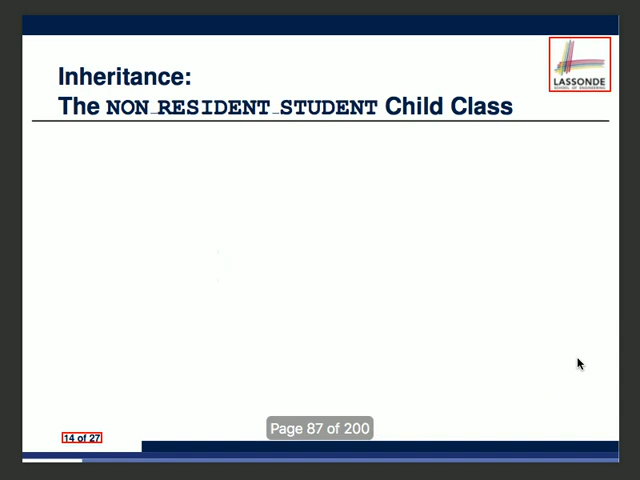 LASSONDE
SCHOOL OF ENGINEERING
Inheritance:
The NON_RESIDENT_STUDENT Child Class
Page 87 of 200
14 of 27